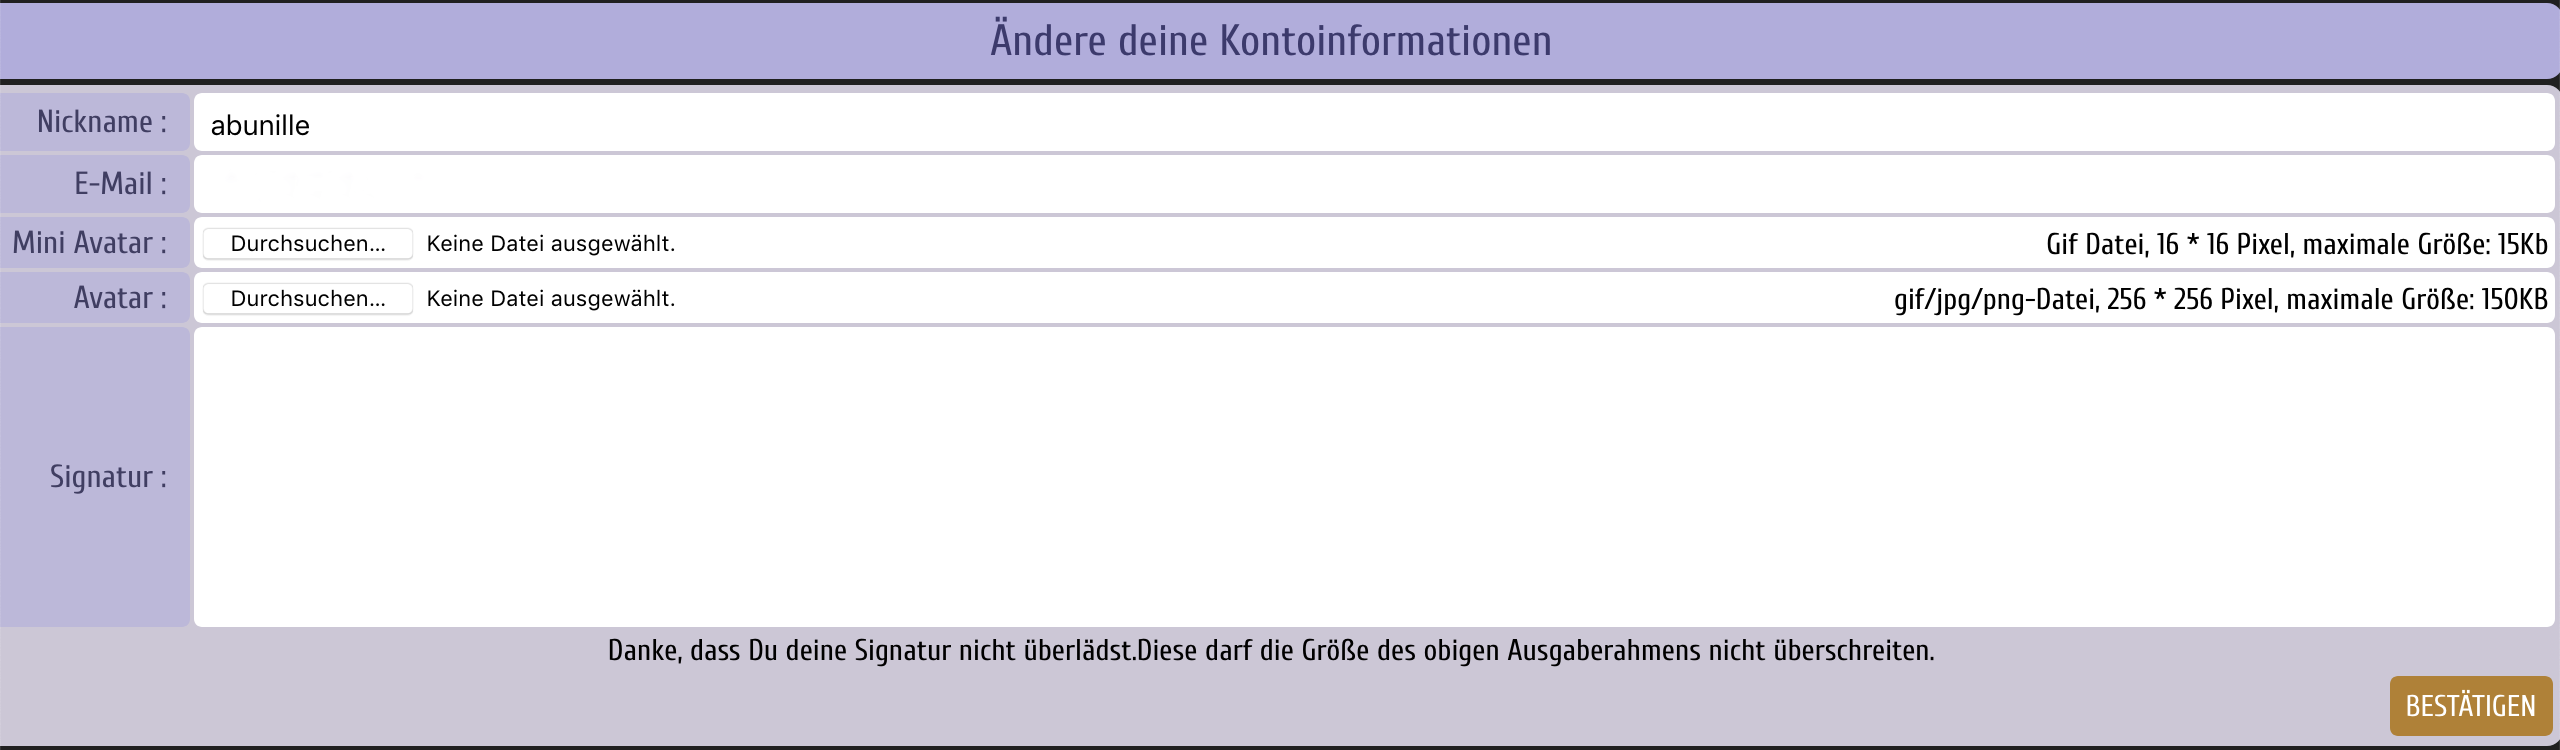 Ändere deine Kontoinformationen
Nickname : abunille
E-Mail :
Mini Avatar : Durchsuchen... Keine Datei ausgewählt. Gif Datei, 16 * 16 Pixel, maximale Größe: 15Kb
Avatar : Durchsuchen... Keine Datei ausgewählt. gif/jpg/png-Datei, 256 * 256 Pixel, maximale Größe: 150KB
Signatur :
Danke, dass Du deine Signatur nicht überlädst.Diese darf die Größe des obigen Ausgaberahmens nicht überschreiten.
BESTÄTIGEN